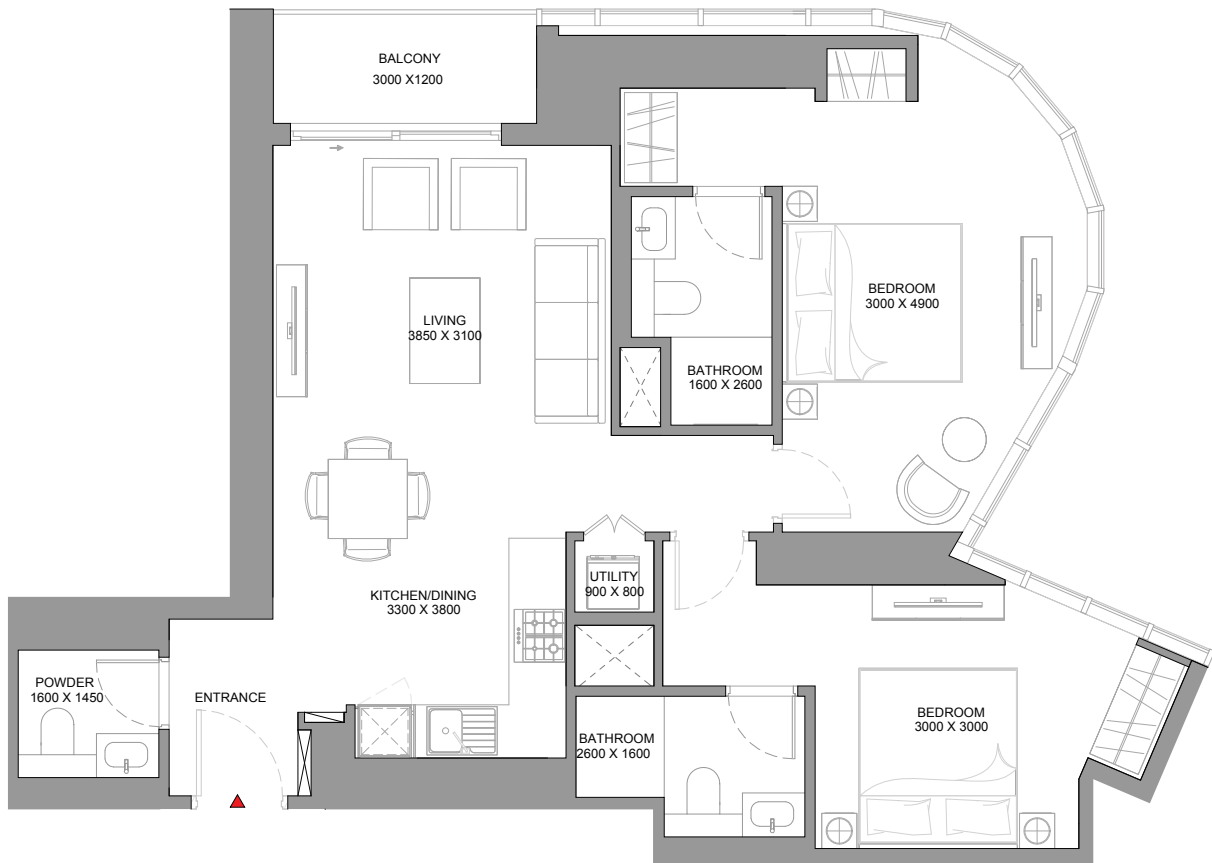 BALCONY
3000 X1200
BEDROOM
3000 X 4900
LIVING
3850 X 3100
BATHROOM
1600 X 2600
UTILITY
900 X 800
KITCHEN/DINING
3300 X 3800
POWDER
1600 X 1450
ENTRANCE
BEDROOM
3000 X 3000
BATHROOM
2600 X 1600